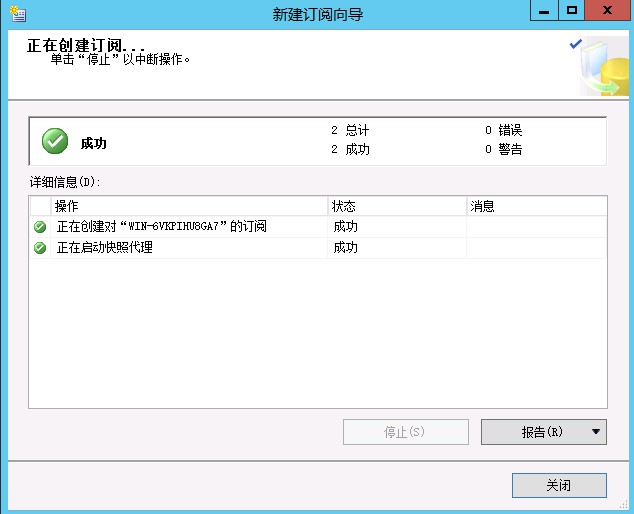 新建订阅向导
正在创建订阅...
单击“停止”以中断操作。
成功
2 总计
0 错误
2 成功
0 警告
详细信息(D):
操作 状态 消息
正在创建对“WIN-6VKPIHU8GA7”的订阅 成功
正在启动快照代理 成功
停止(S)
报告(R)
关闭